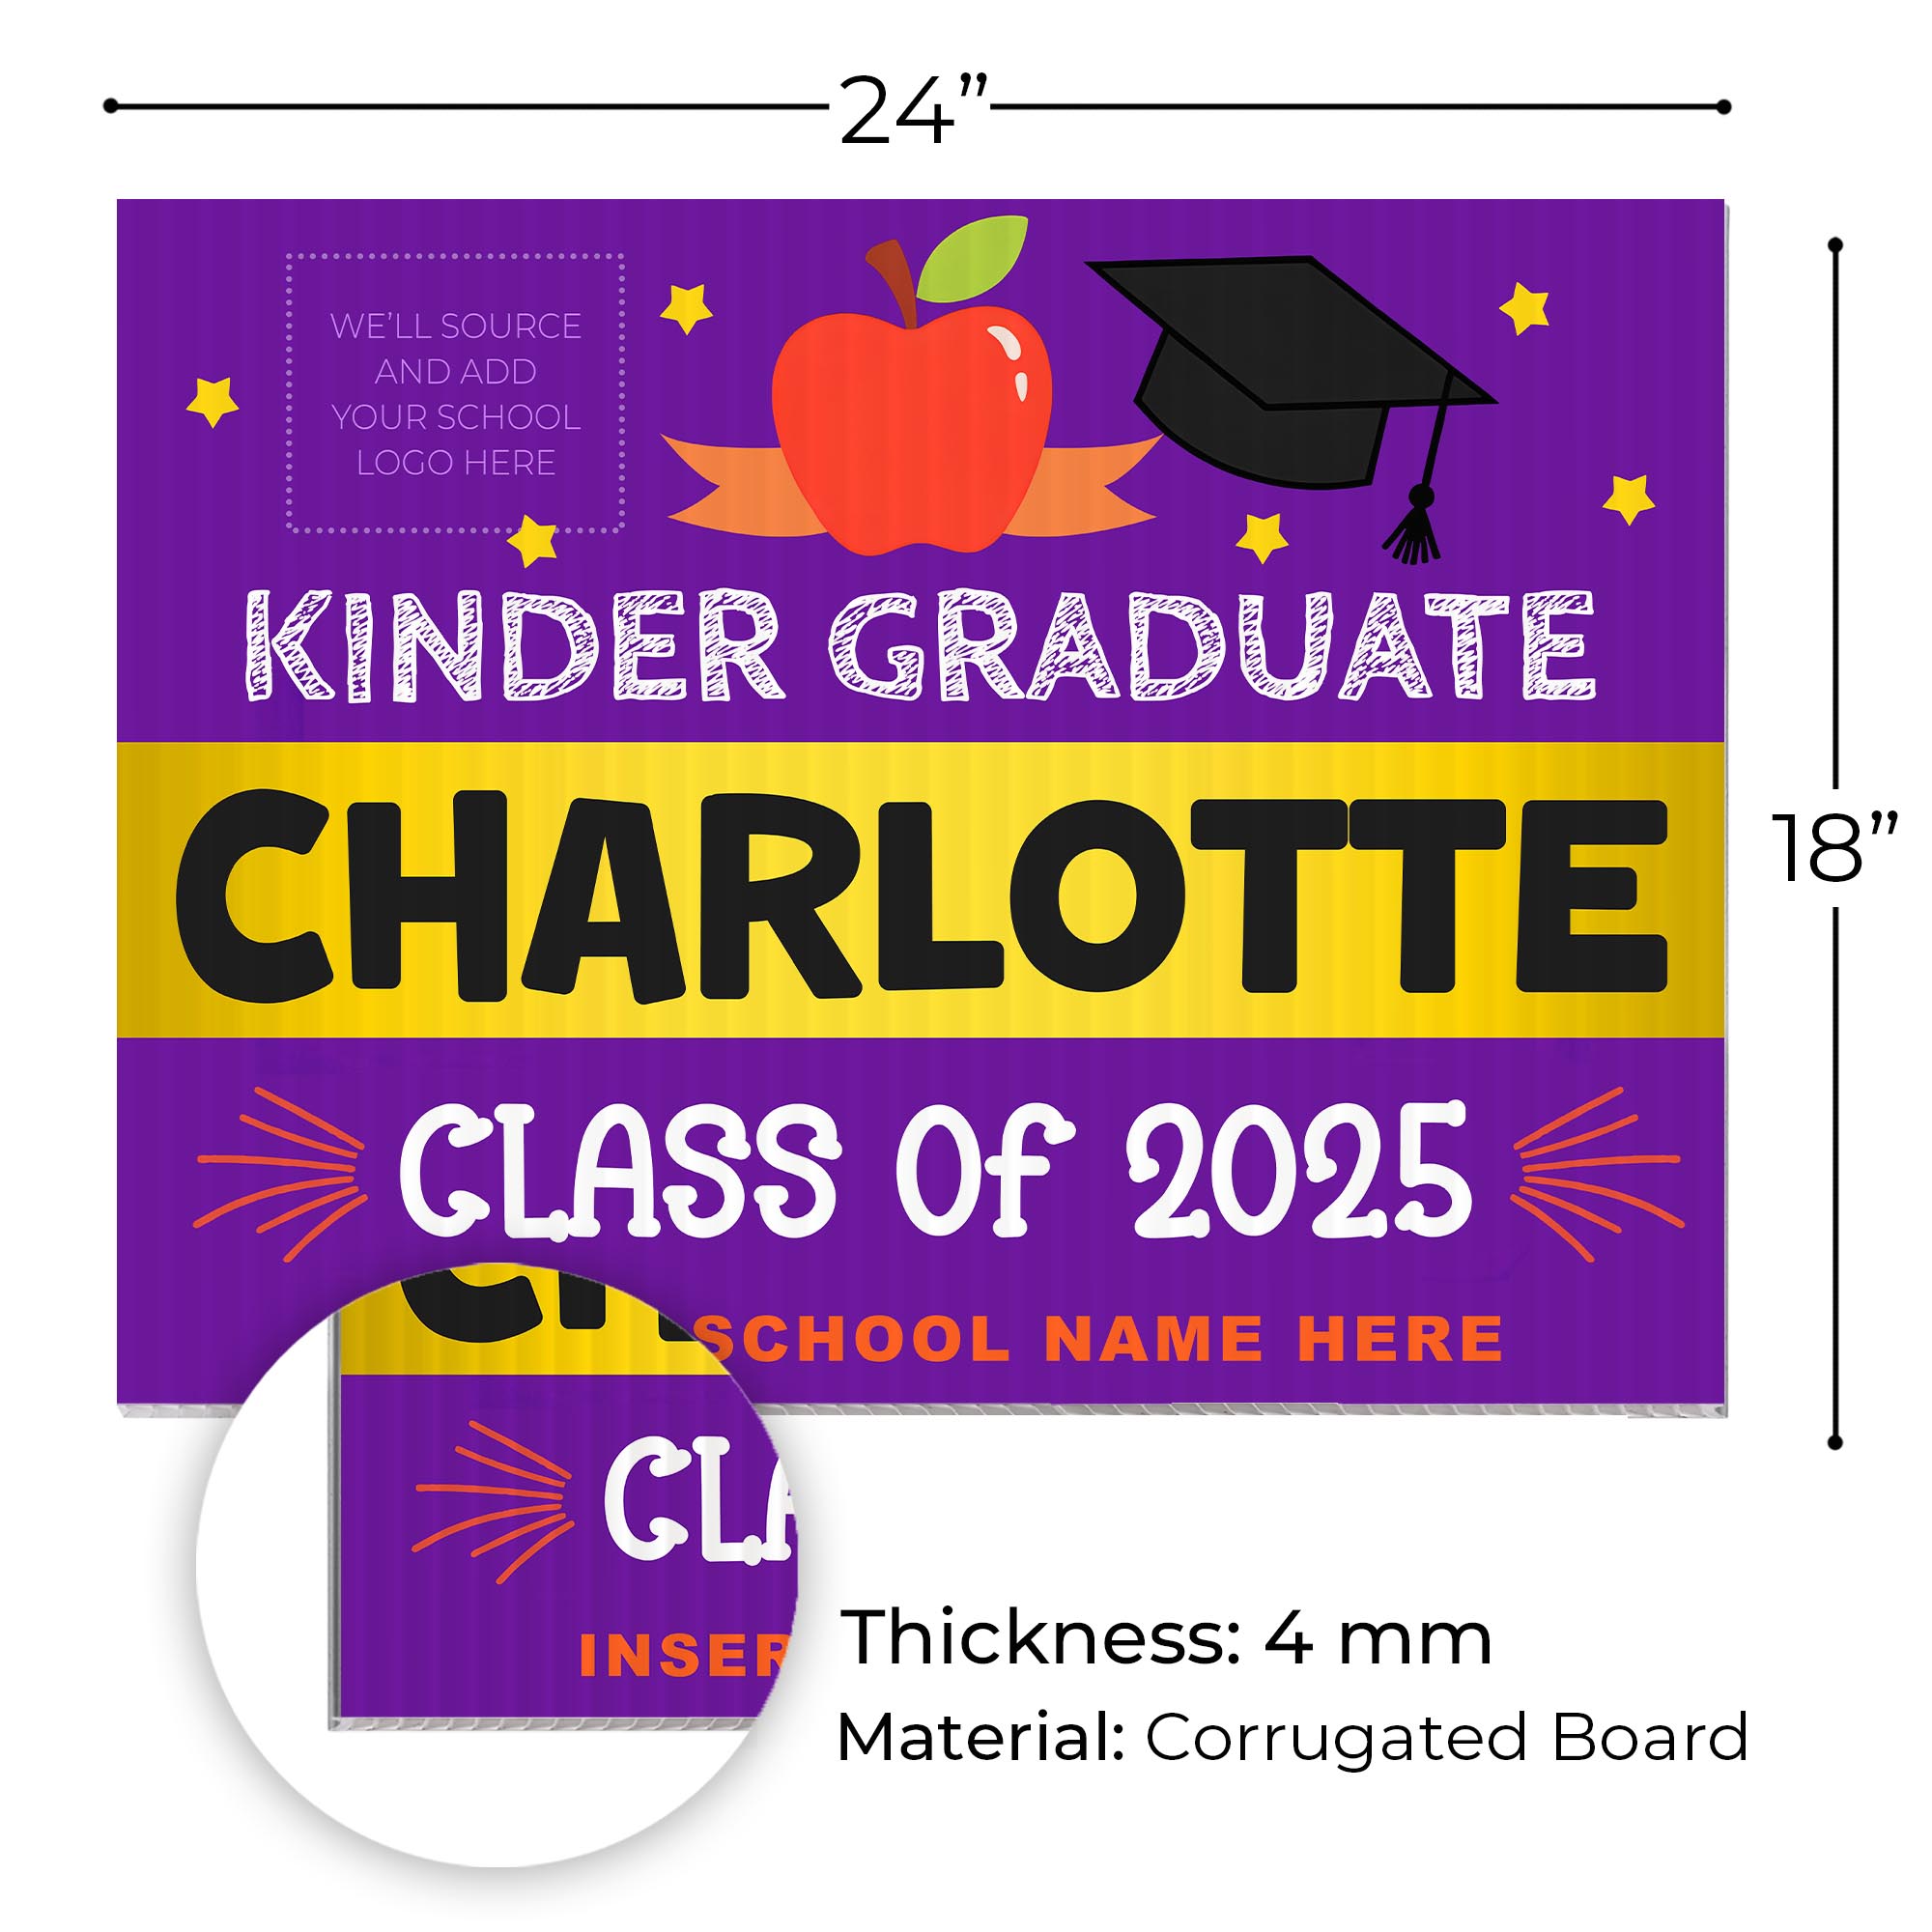 24”
WE’LL SOURCE
AND ADD
YOUR SCHOOL
LOGO HERE
KINDER GRADUATE
CHARLOTTE
18”
CLASS Of 2025
SCHOOL NAME HERE
CLA
INSER
Thickness: 4 mm
Material: Corrugated Board